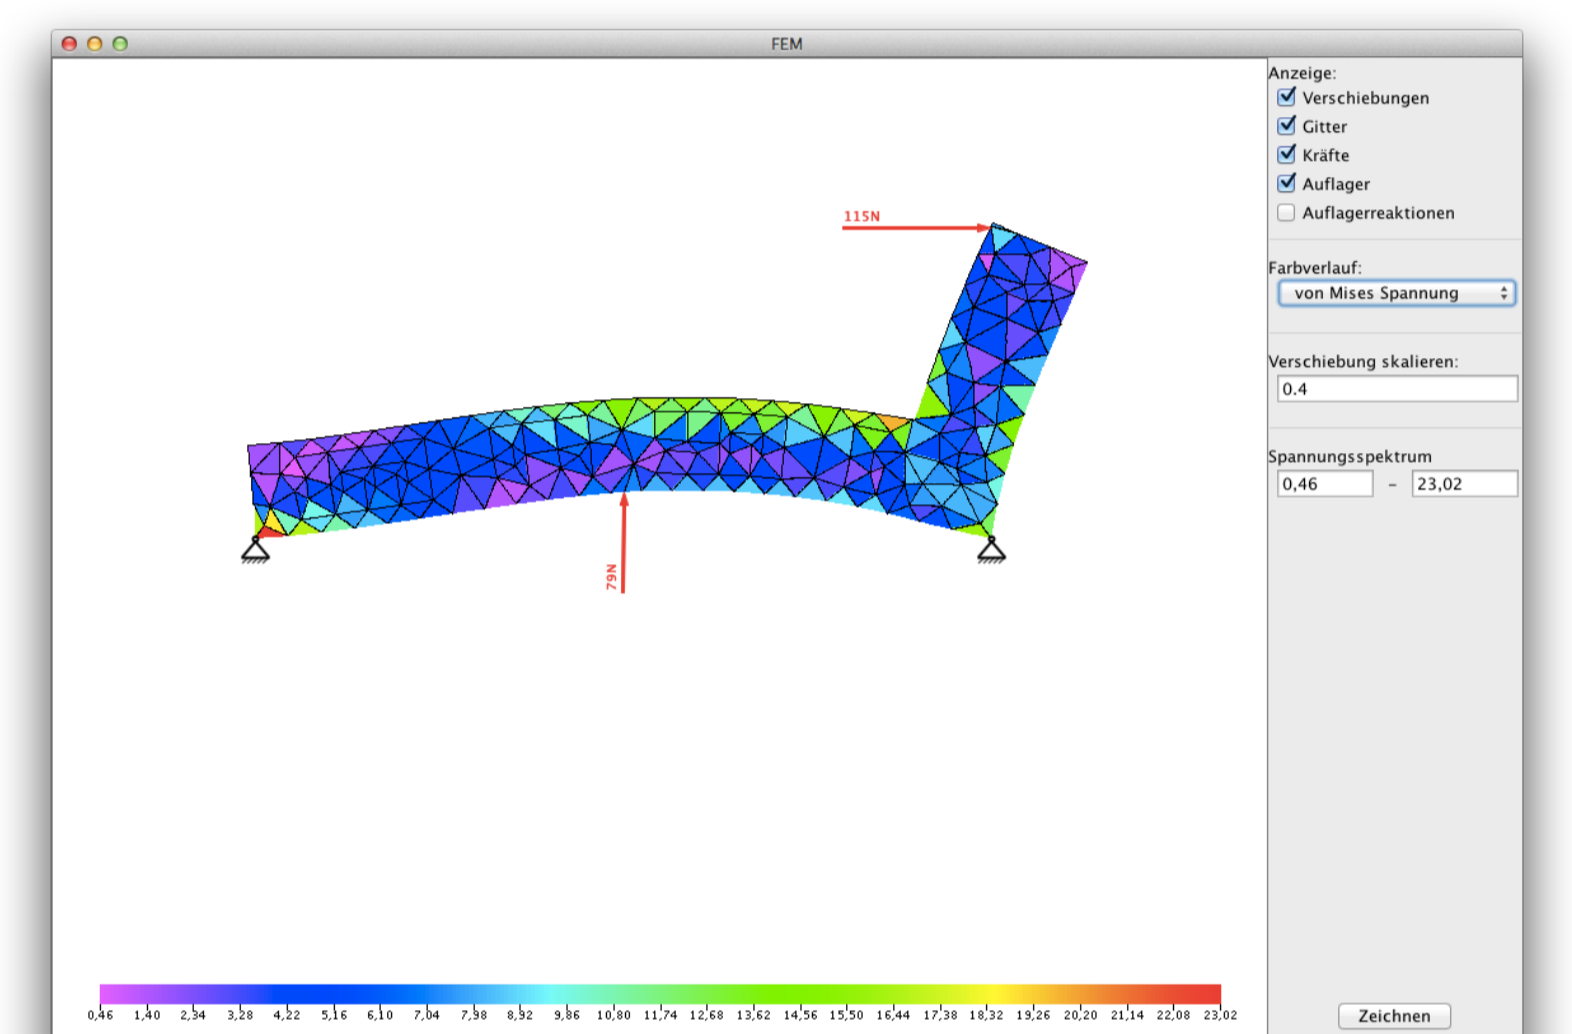 FEM
Anzeige:
Verschiebungen
Gitter
Kräfte
Auflager
Auflagerreaktionen
Farbverlauf:
von Mises Spannung
Verschiebung skalieren:
0.4
Spannungsspektrum
0,46 – 23,02
115N
79N
0,46 1,40 2,34 3,28 4,22 5,16 6,10 7,04 7,98 8,92 9,86 10,80 11,74 12,68 13,62 14,56 15,50 16,44 17,38 18,32 19,26 20,20 21,14 22,08 23,02
Zeichnen